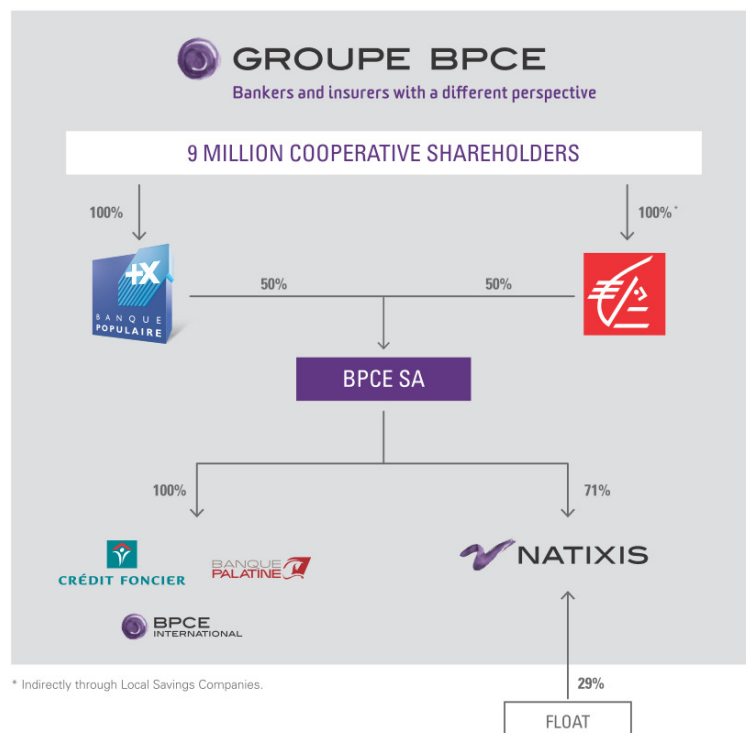 GROUPE BPCE
Bankers and insurers with a different perspective
9 MILLION COOPERATIVE SHAREHOLDERS
100%
100%*
+X
BANQUE
POPULAIRE
50%
50%
BPCE SA
100%
71%
CRÉDIT FONCIER
BANQUE
PALATINE
NATIXIS
BPCE
INTERNATIONAL
* Indirectly through Local Savings Companies.
29%
FLOAT